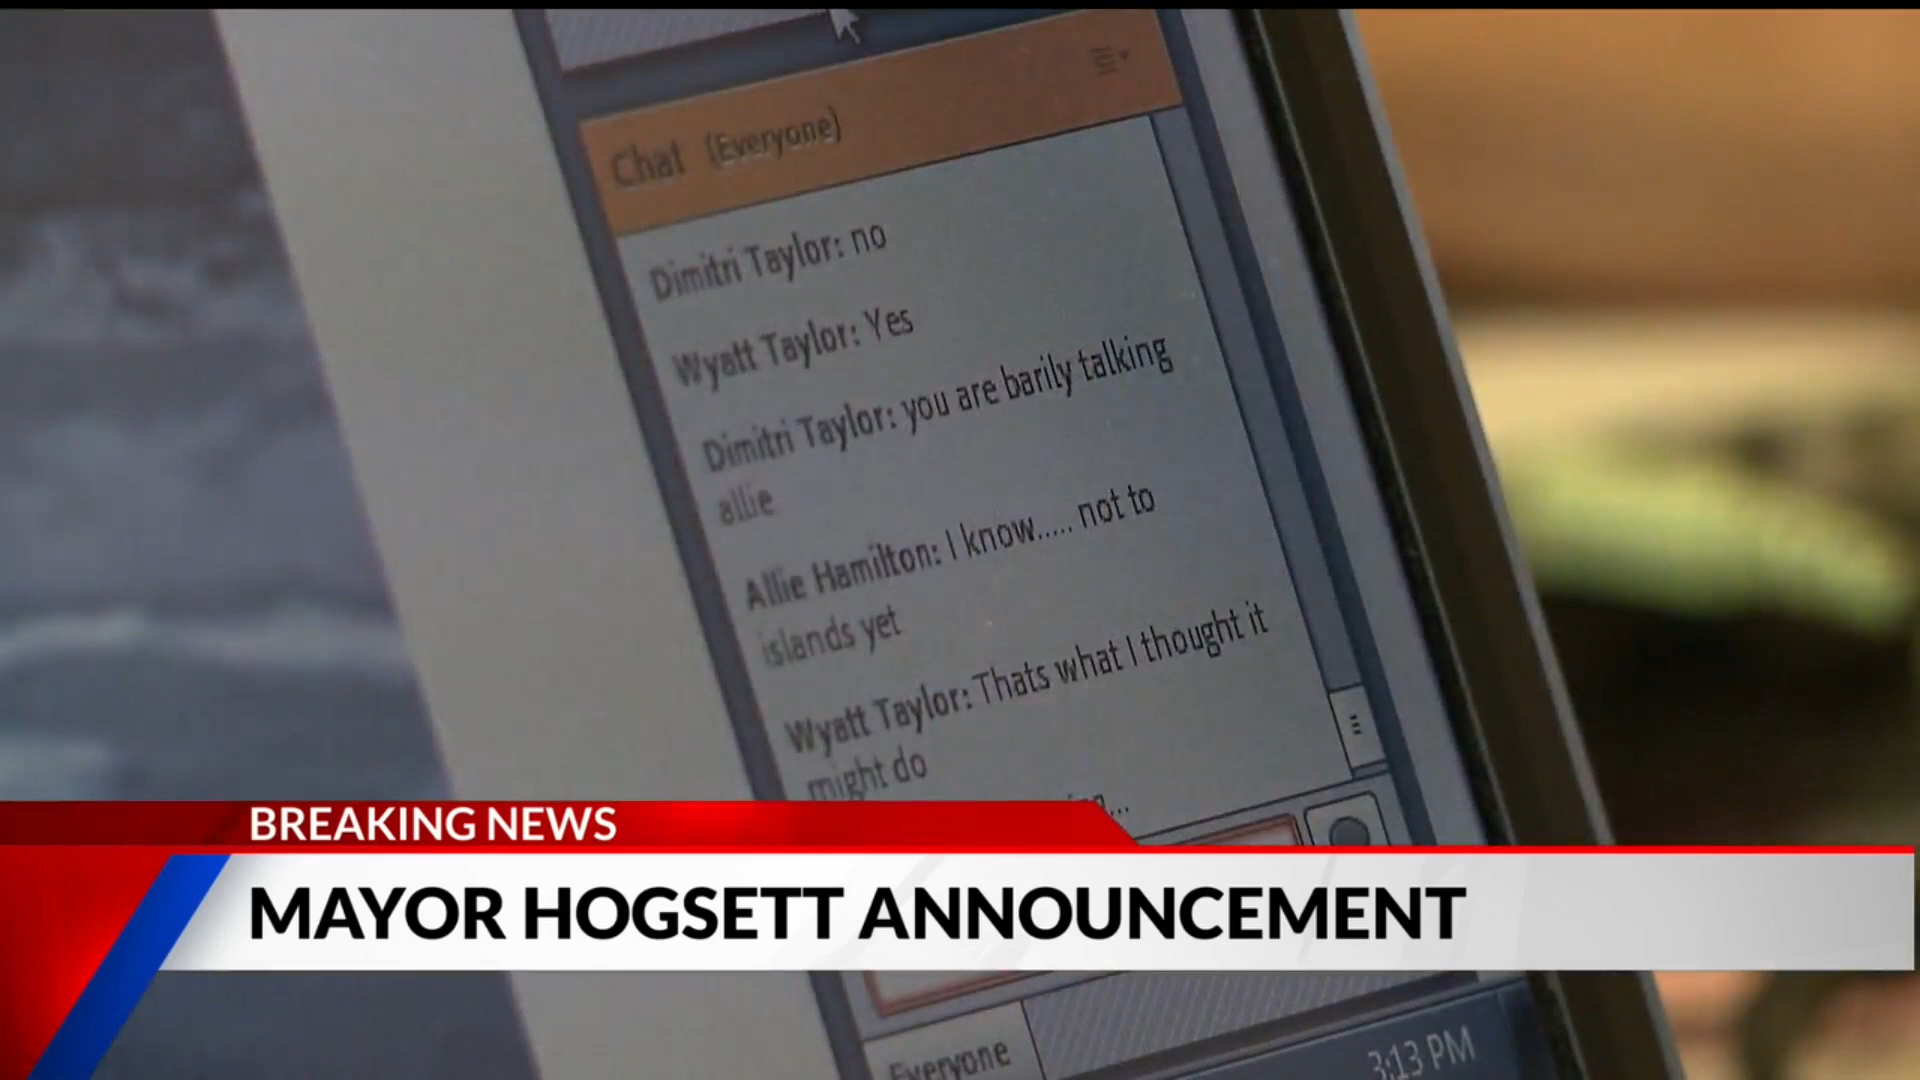 Chat (Everyone)
Dimitri Taylor: no
Wyatt Taylor: Yes
Dimitri Taylor: you are barily talking
allie
Allie Hamilton: I know..... not to
islands yet
Wyatt Taylor: Thats what I thought it
might do
BREAKING NEWS
MAYOR HOGSETT ANNOUNCEMENT
Everyone
3:13 PM